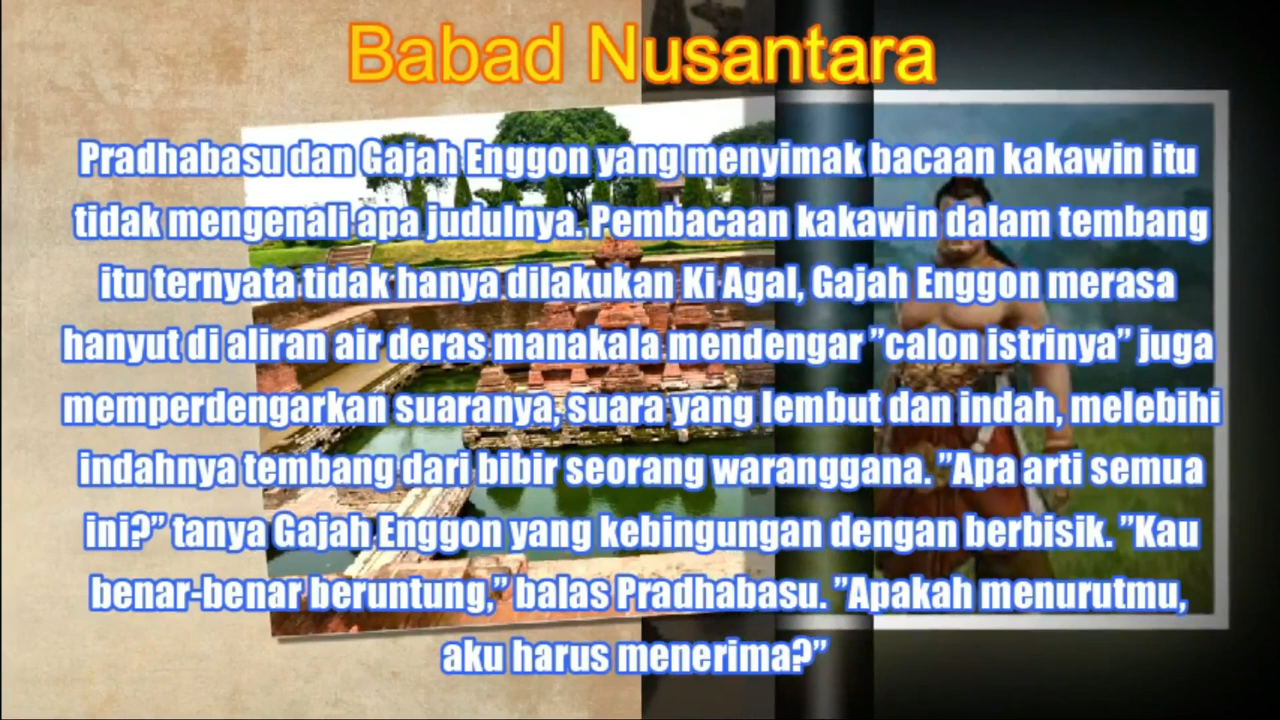 Babad Nusantara
Pradhabasu dan Gajah Enggon yang menyimak bacaan kakawin itu
tidak mengenali apa judulnya. Pembacaan kakawin dalam tembang
itu ternyata tidak hanya dilakukan Ki Agal, Gajah Enggon merasa
hanyut di aliran air deras manakala mendengar ”calon istrinya” juga
memperdengarkan suaranya, suara yang lembut dan indah, melebihi
indahnya tembang dari bibir seorang waranggana. ”Apa arti semua
ini?” tanya Gajah Enggon yang kebingungan dengan berbisik. ”Kau
benar-benar beruntung,” balas Pradhabasu. ”Apakah menurutmu,
aku harus menerima?”